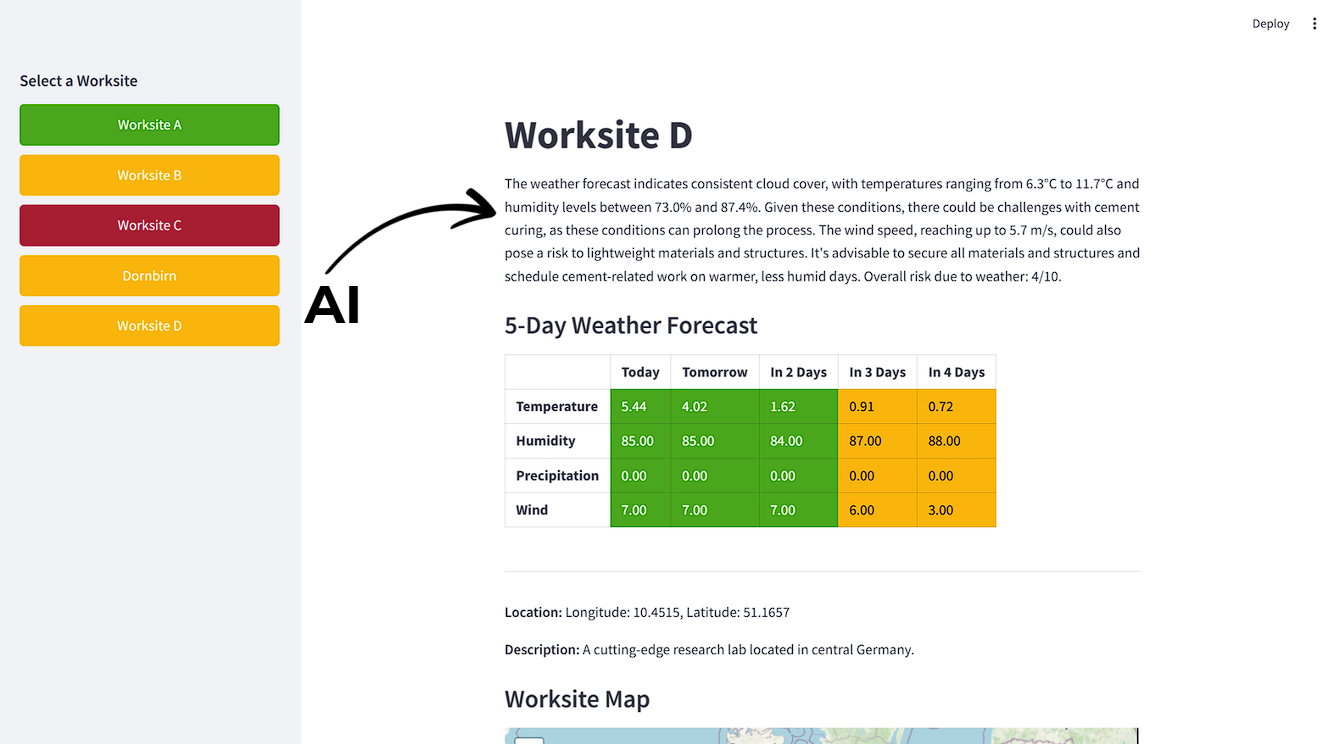 Deploy
Select a Worksite
Worksite A
Worksite B
Worksite C
Dornbirn
Worksite D
AI
Worksite D
The weather forecast indicates consistent cloud cover, with temperatures ranging from 6.3°C to 11.7°C and
humidity levels between 73.0% and 87.4%. Given these conditions, there could be challenges with cement
curing, as these conditions can prolong the process. The wind speed, reaching up to 5.7 m/s, could also
pose a risk to lightweight materials and structures. It's advisable to secure all materials and structures and
schedule cement-related work on warmer, less humid days. Overall risk due to weather: 4/10.
5-Day Weather Forecast
Today Tomorrow In 2 Days In 3 Days In 4 Days
Temperature 5.44 4.02 1.62 0.91 0.72
Humidity 85.00 85.00 84.00 87.00 88.00
Precipitation 0.00 0.00 0.00 0.00 0.00
Wind 7.00 7.00 7.00 6.00 3.00
Location: Longitude: 10.4515, Latitude: 51.1657
Description: A cutting-edge research lab located in central Germany.
Worksite Map